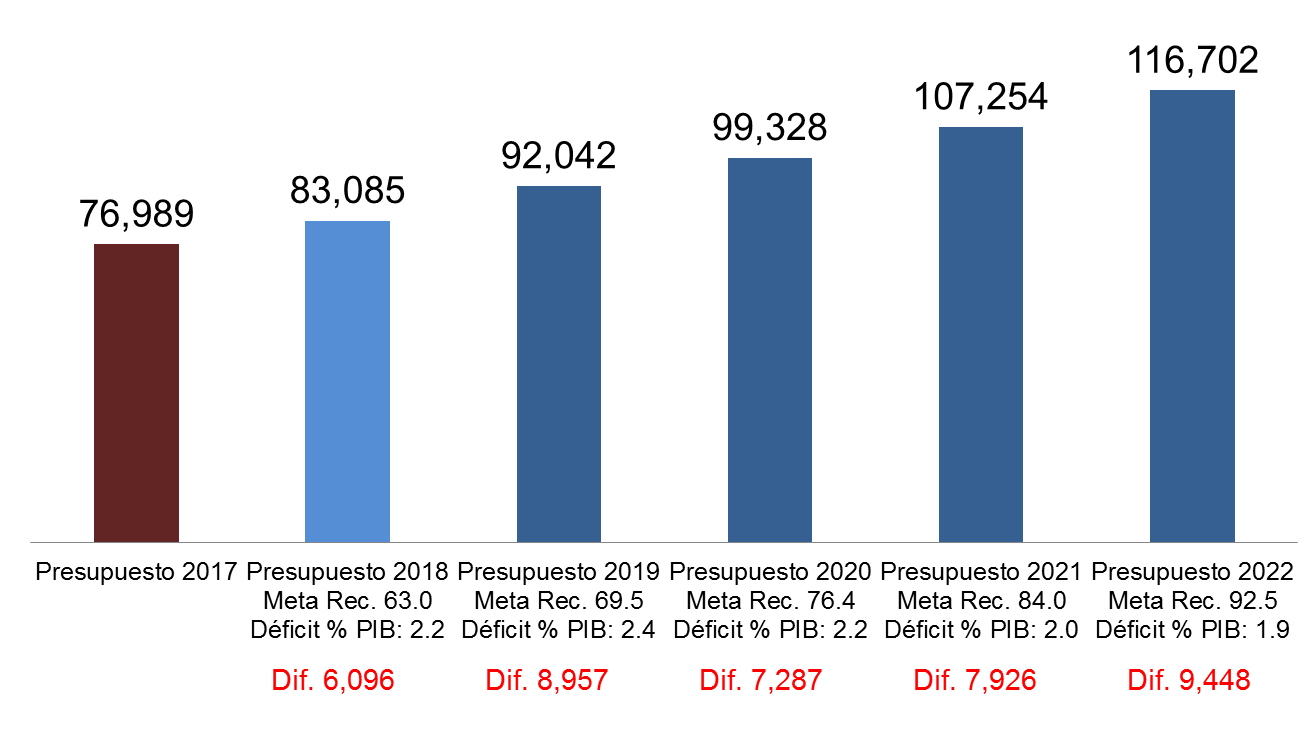 76,989
83,085
92,042
99,328
107,254
116,702
Presupuesto 2017
Presupuesto 2018
Meta Rec. 63.0
Déficit % PIB: 2.2
Dif. 6,096
Presupuesto 2019
Meta Rec. 69.5
Déficit % PIB: 2.4
Dif. 8,957
Presupuesto 2020
Meta Rec. 76.4
Déficit % PIB: 2.2
Dif. 7,287
Presupuesto 2021
Meta Rec. 84.0
Déficit % PIB: 2.0
Dif. 7,926
Presupuesto 2022
Meta Rec. 92.5
Déficit % PIB: 1.9
Dif. 9,448